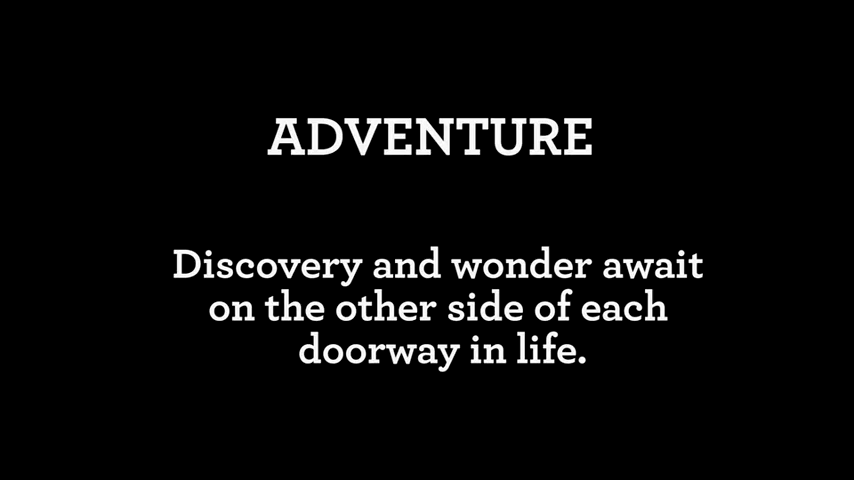 ADVENTURE
Discovery and wonder await
on the other side of each
doorway in life.